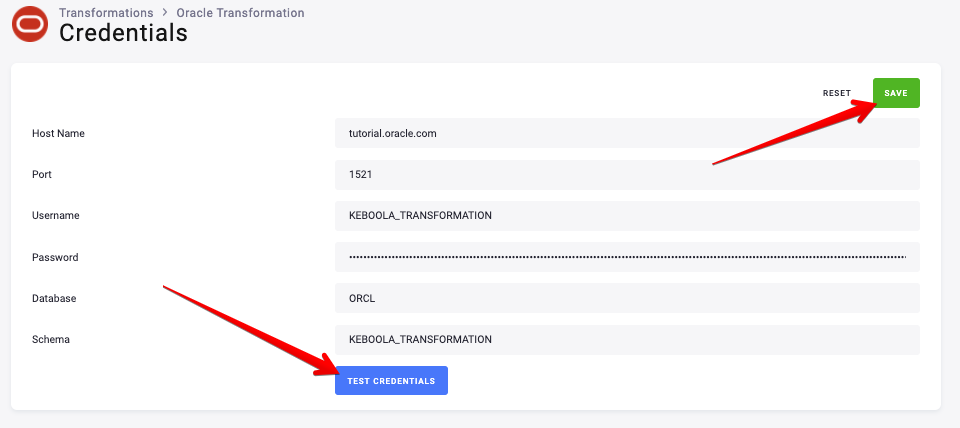 Transformations > Oracle Transformation
Credentials
RESET SAVE
Host Name tutorial.oracle.com
Port 1521
Username KEBOOLA_TRANSFORMATION
Password
Database ORCL
Schema KEBOOLA_TRANSFORMATION
TEST CREDENTIALS